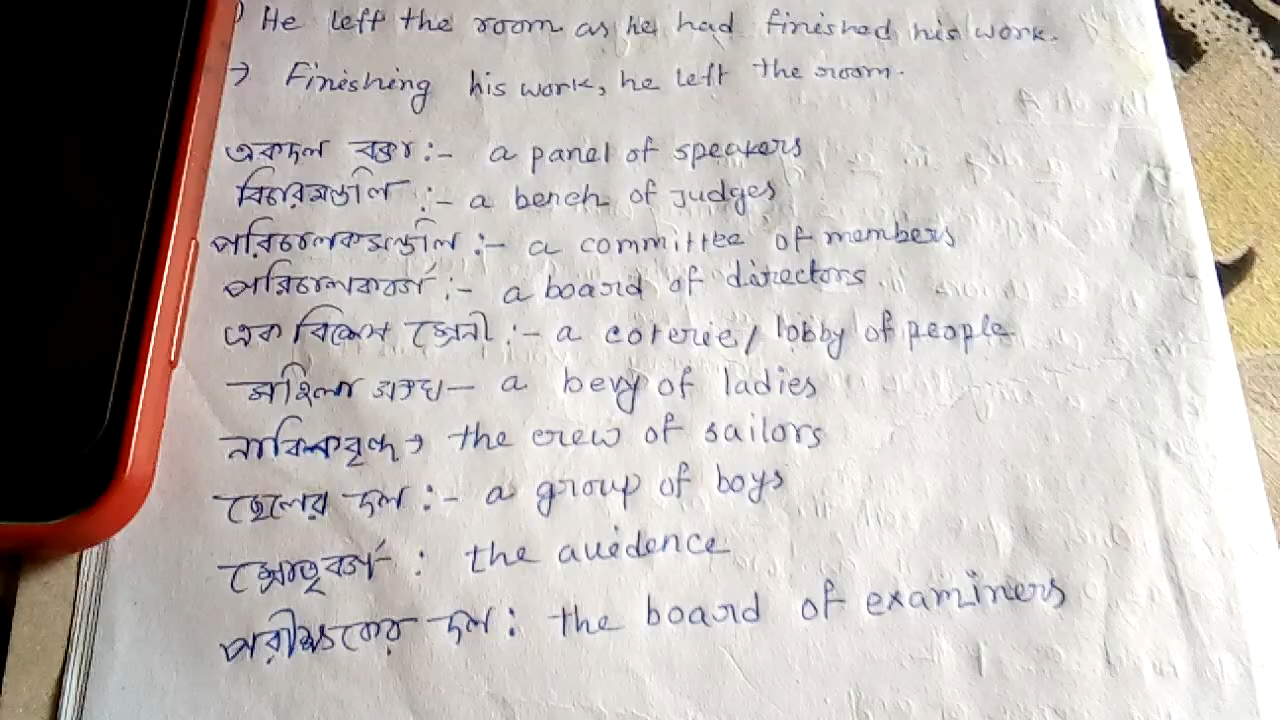 ) He left the room as he had finished his work.
→ Finishing his work, he left the room.
একদল বক্তা :- a panel of speakers
বিচারকমণ্ডলি :- a bench of Judges
পরিচালকমণ্ডলি :- a committee of members
পরিচালকবর্গ :- a board of directors
এক বিশেষ শ্রেনী :- a coterie / lobby of people
মহিলা সঙ্ঘ — a bevy of ladies
নাবিকবৃন্দ → the crew of sailors
ছেলের দল :- a group of boys
শ্রোতৃবর্গ : the auidence
পরীক্ষকের দল : the board of examiners